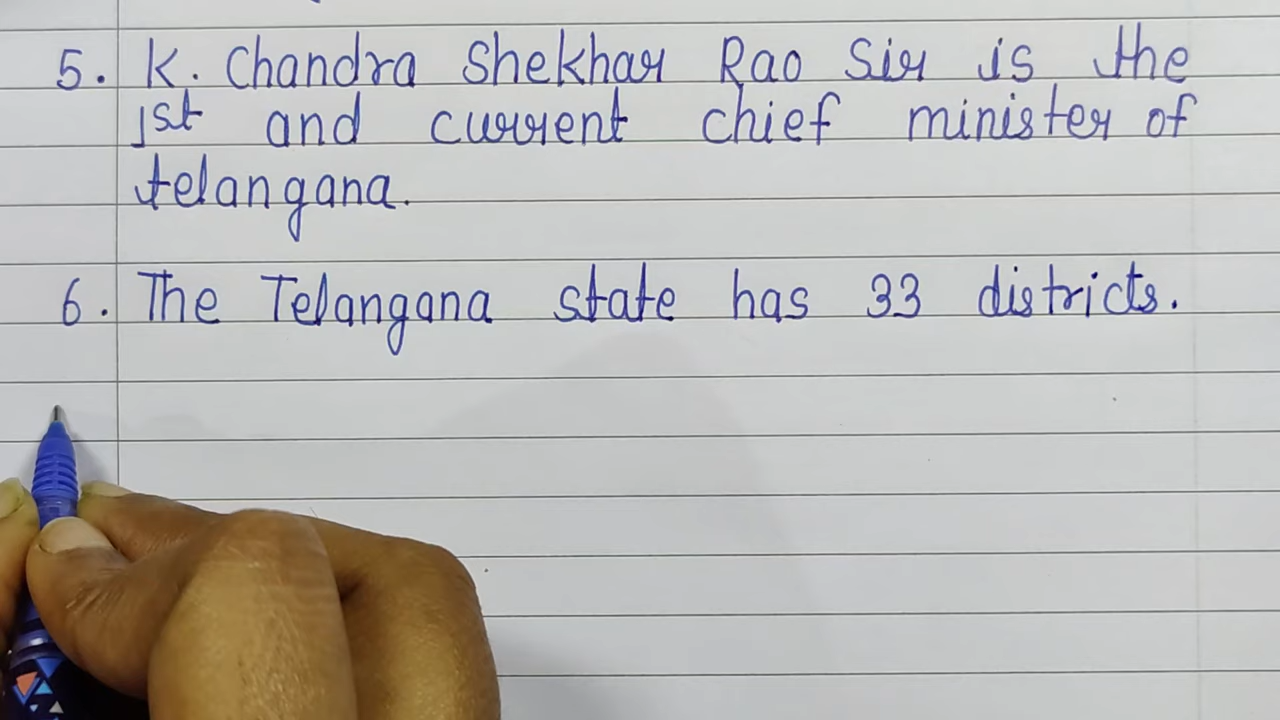 5. K. Chandra Shekhar Rao Sir is the
1st and current chief minister of
telangana.
6. The Telangana state has 33 districts.